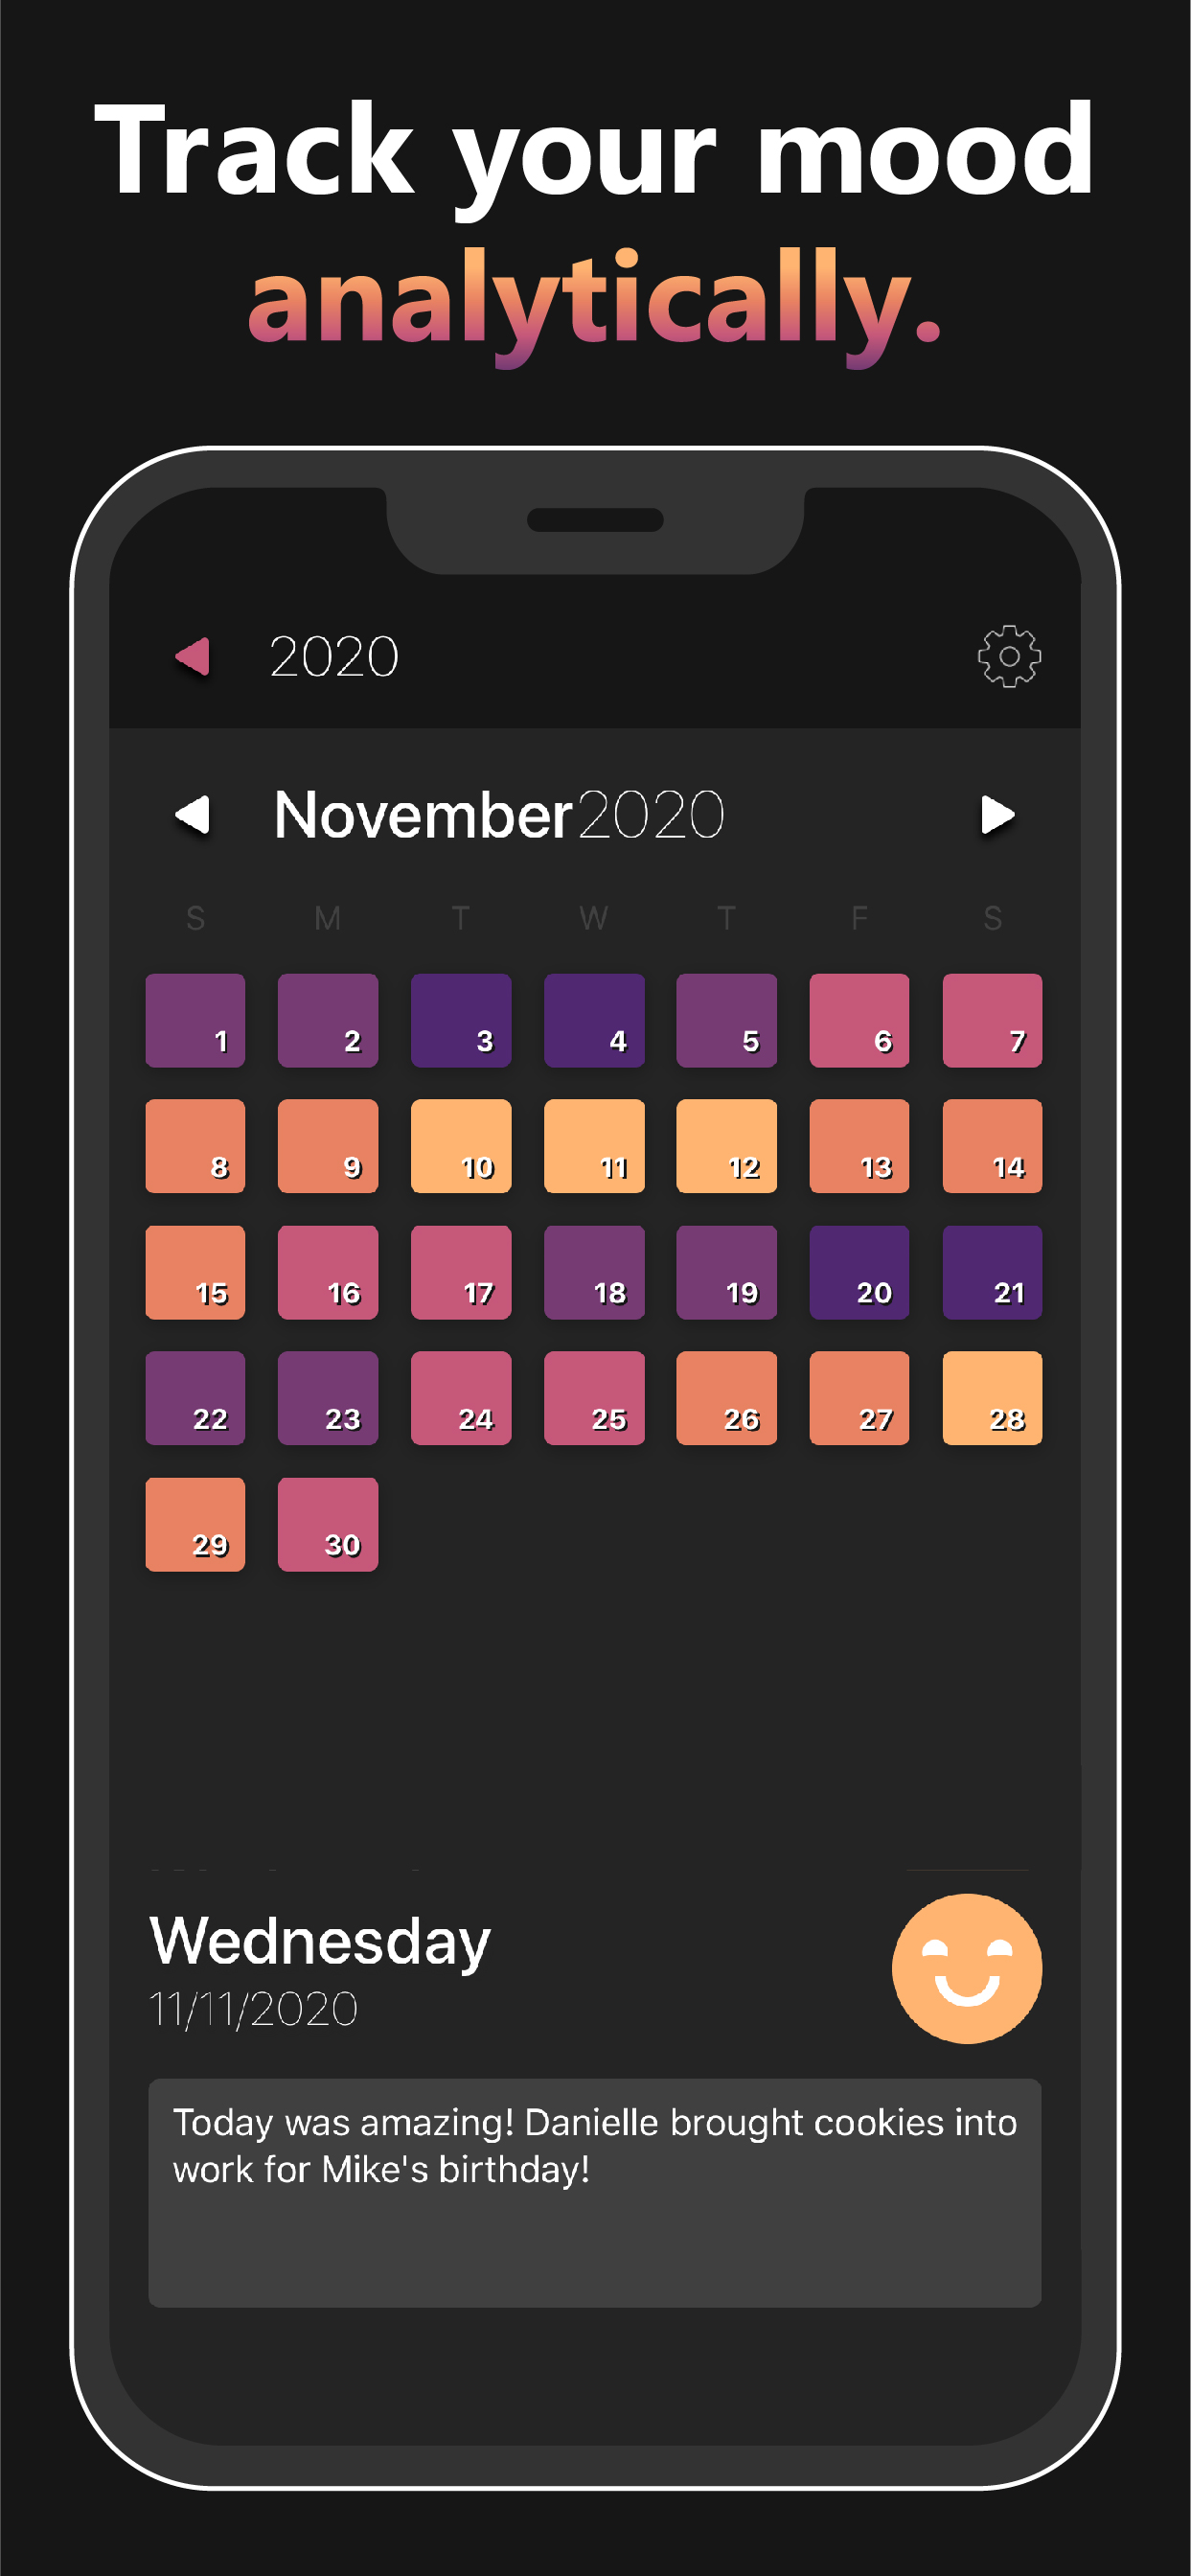 Track your mood
analytically.
2020
November 2020
S M T W T F S
1 2 3 4 5 6 7
8 9 10 11 12 13 14
15 16 17 18 19 20 21
22 23 24 25 26 27 28
29 30
Wednesday
11/11/2020
Today was amazing! Danielle brought cookies into
work for Mike's birthday!